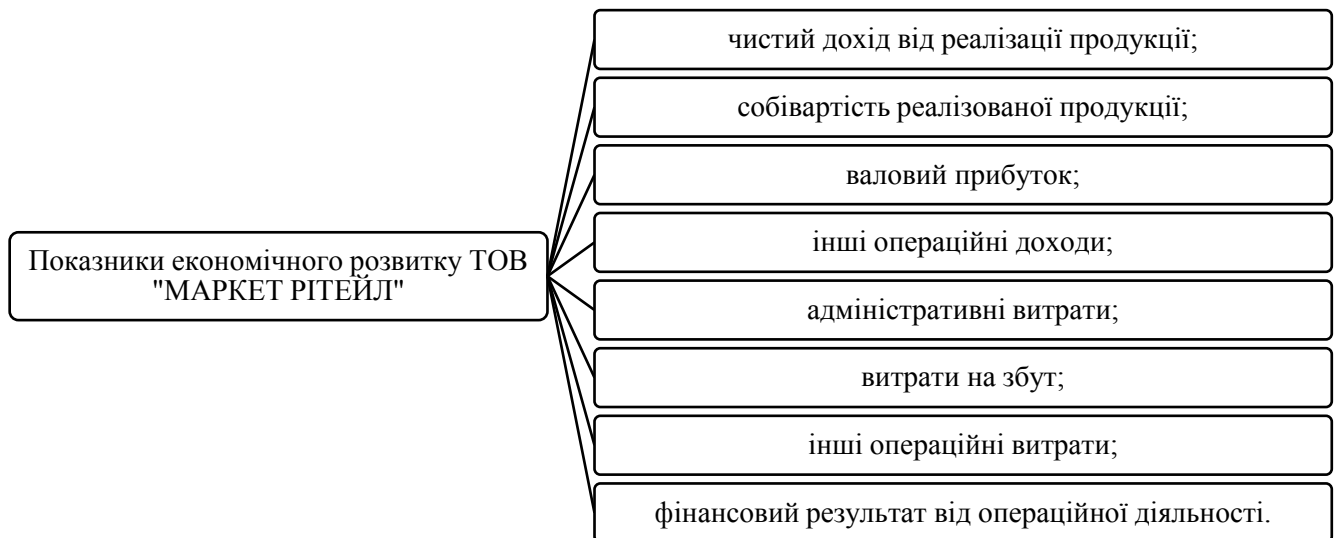 чистий дохід від реалізації продукції;
собівартість реалізованої продукції;
валовий прибуток;
інші операційні доходи;
Показники економічного розвитку ТОВ
"МАРКЕТ РІТЕЙЛ"
адміністративні витрати;
витрати на збут;
інші операційні витрати;
фінансовий результат від операційної діяльності.